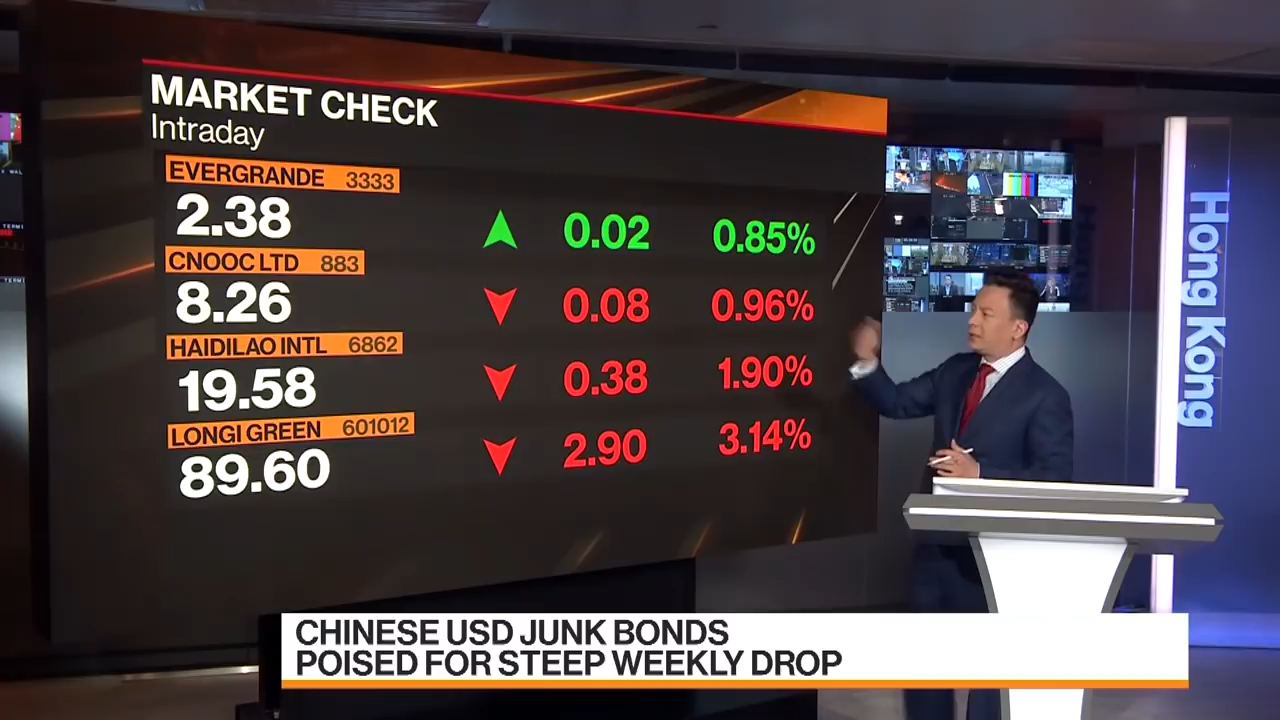 MARKET CHECK
Intraday
EVERGRANDE 3333
2.38 0.02 0.85%
CNOOC LTD 883
8.26 0.08 0.96%
HAIDILAO INTL 6862
19.58 0.38 1.90%
LONGI GREEN 601012
89.60 2.90 3.14%
Hong Kong
CHINESE USD JUNK BONDS
POISED FOR STEEP WEEKLY DROP